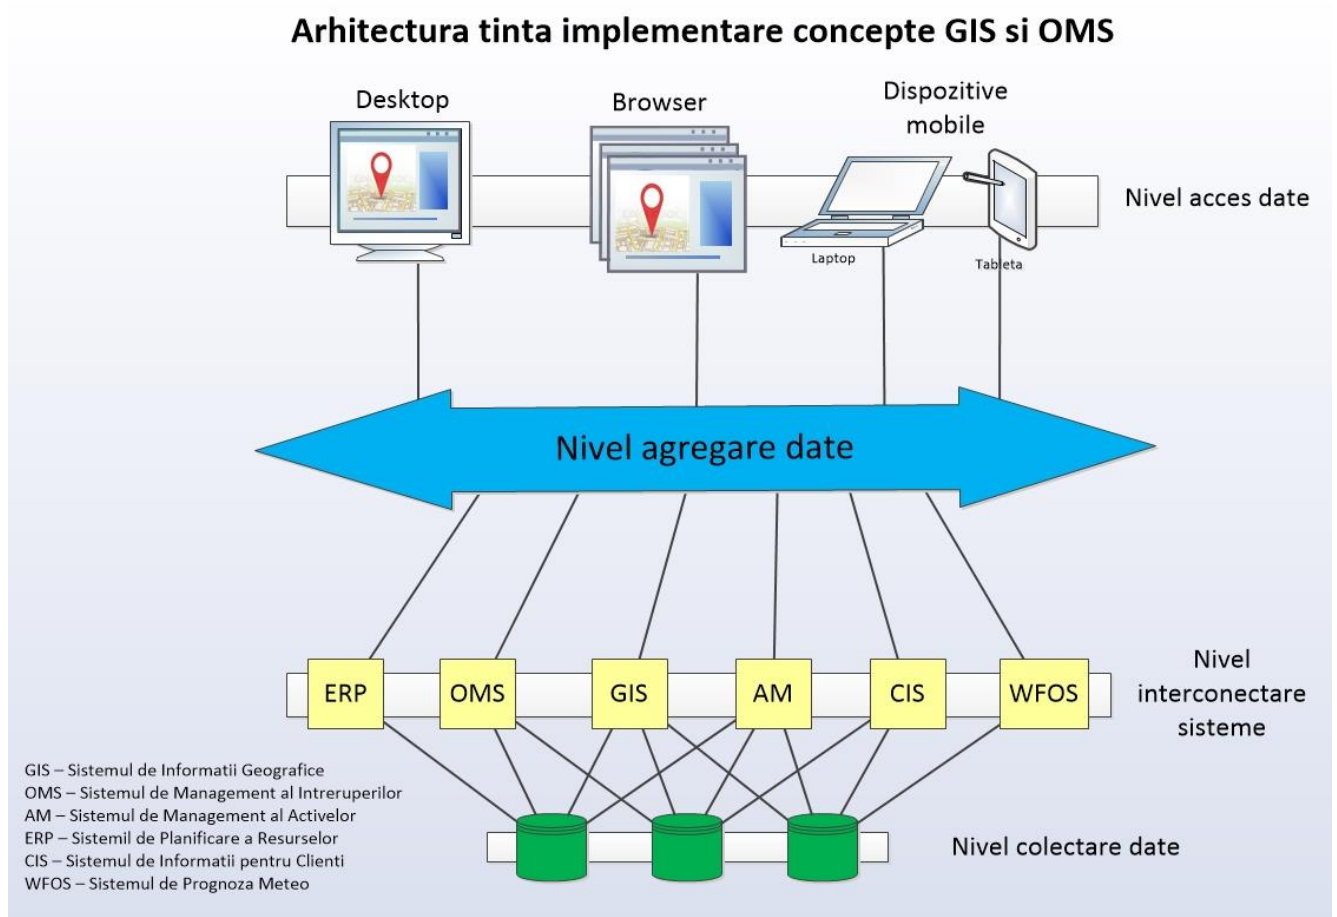 Arhitectura tinta implementare concepte GIS si OMS
Desktop
Browser
Dispozitive
mobile
Nivel acces date
Laptop
Tableta
Nivel agregare date
ERP
OMS
GIS
AM
CIS
WFOS
Nivel
interconectare
sisteme
GIS – Sistemul de Informatii Geografice
OMS – Sistemul de Management al Intreruperilor
AM – Sistemul de Management al Activelor
ERP – Sistemil de Planificare a Resurselor
CIS – Sistemul de Informatii pentru Clienti
WFOS – Sistemul de Prognoza Meteo
Nivel colectare date